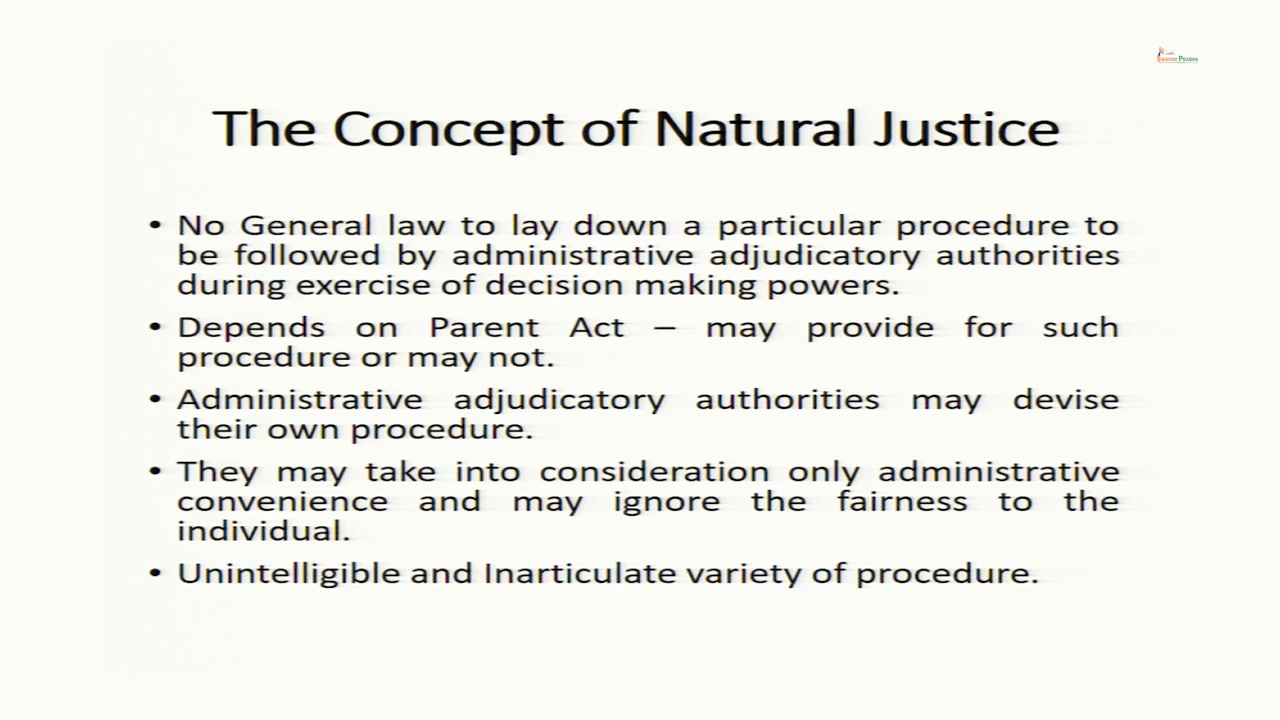 SWAYAM PRABHA
The Concept of Natural Justice
• No General law to lay down a particular procedure to
be followed by administrative adjudicatory authorities
during exercise of decision making powers.
• Depends on Parent Act – may provide for such
procedure or may not.
• Administrative adjudicatory authorities may devise
their own procedure.
• They may take into consideration only administrative
convenience and may ignore the fairness to the
individual.
• Unintelligible and Inarticulate variety of procedure.